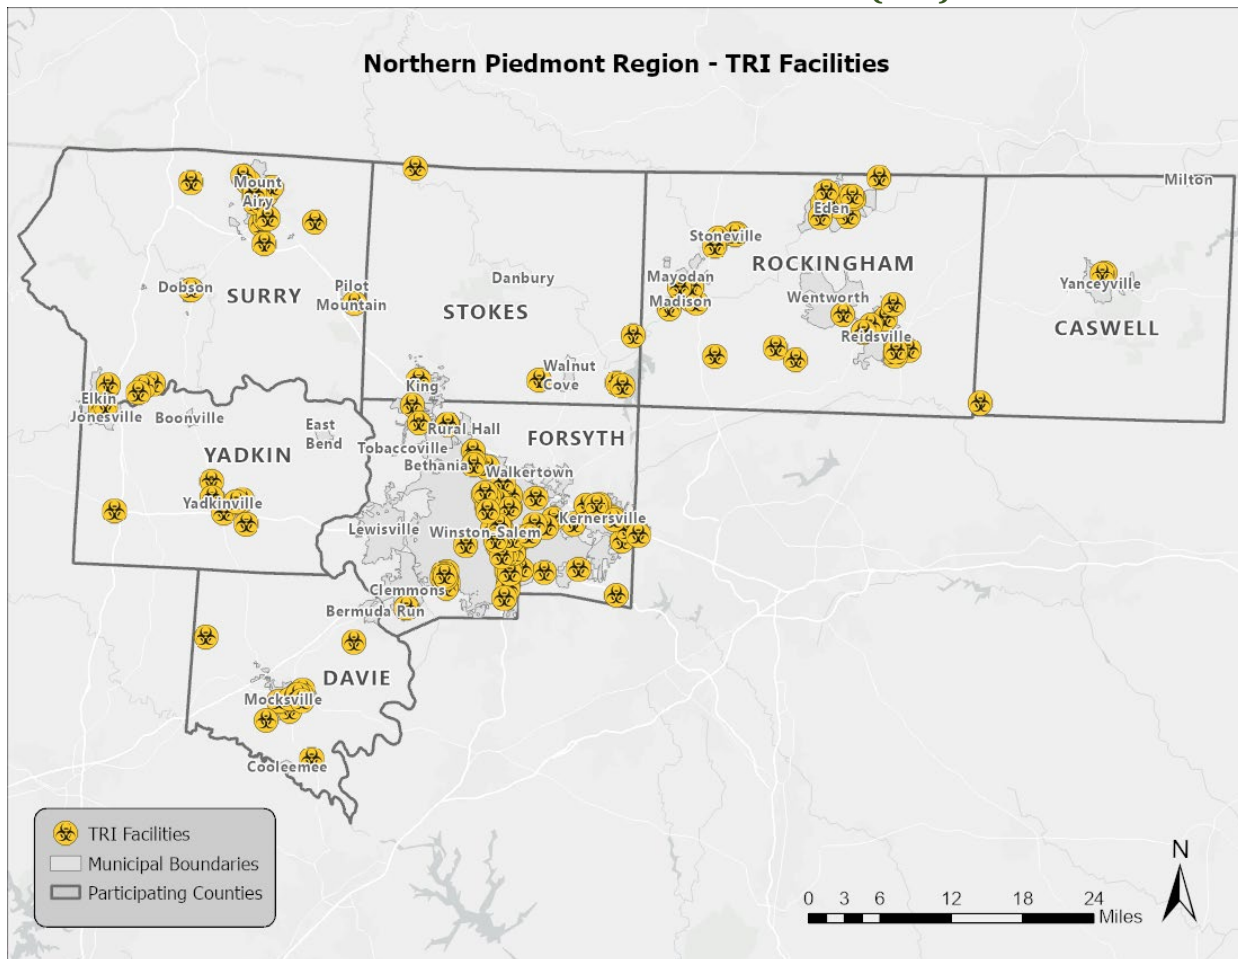 Northern Piedmont Region - TRI Facilities
Milton
Mount
Airy
Eden
Stoneville
ROCKINGHAM
Danbury
Mayodan
Yanceyville
Dobson
SURRY
Pilot
Mountain
STOKES
Madison
Wentworth
CASWELL
Reidsville
Walnut
Cove
King
Elkin
Jonesville
Boonville
East
Bend
Rural Hall
FORSYTH
YADKIN
Tobaccoville
Bethania
Walkertown
Yadkinville
Lewisville
Winston-Salem
Kernersville
Clemmons
Bermuda Run
DAVIE
Mocksville
Cooleemee
TRI Facilities
Municipal Boundaries
Participating Counties
N
0 3 6 12 18 24
Miles